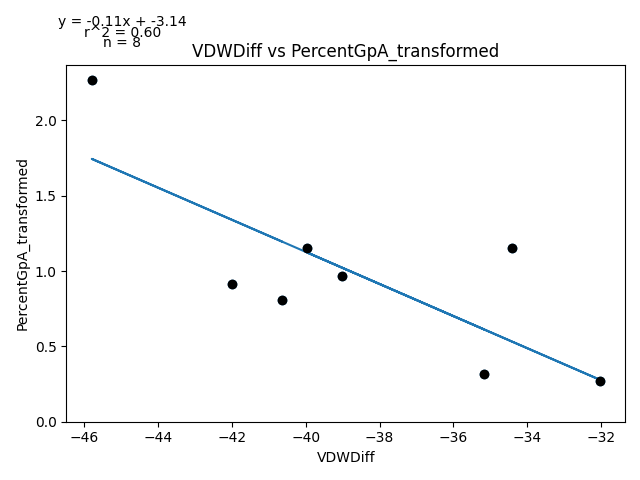 y = -0.11x + -3.14
r^2 = 0.60
n = 8
VDWDiff vs PercentGpA_transformed
PercentGpA_transformed
2.0
1.5
1.0
0.5
0.0
−46 −44 −42 −40 −38 −36 −34 −32
VDWDiff